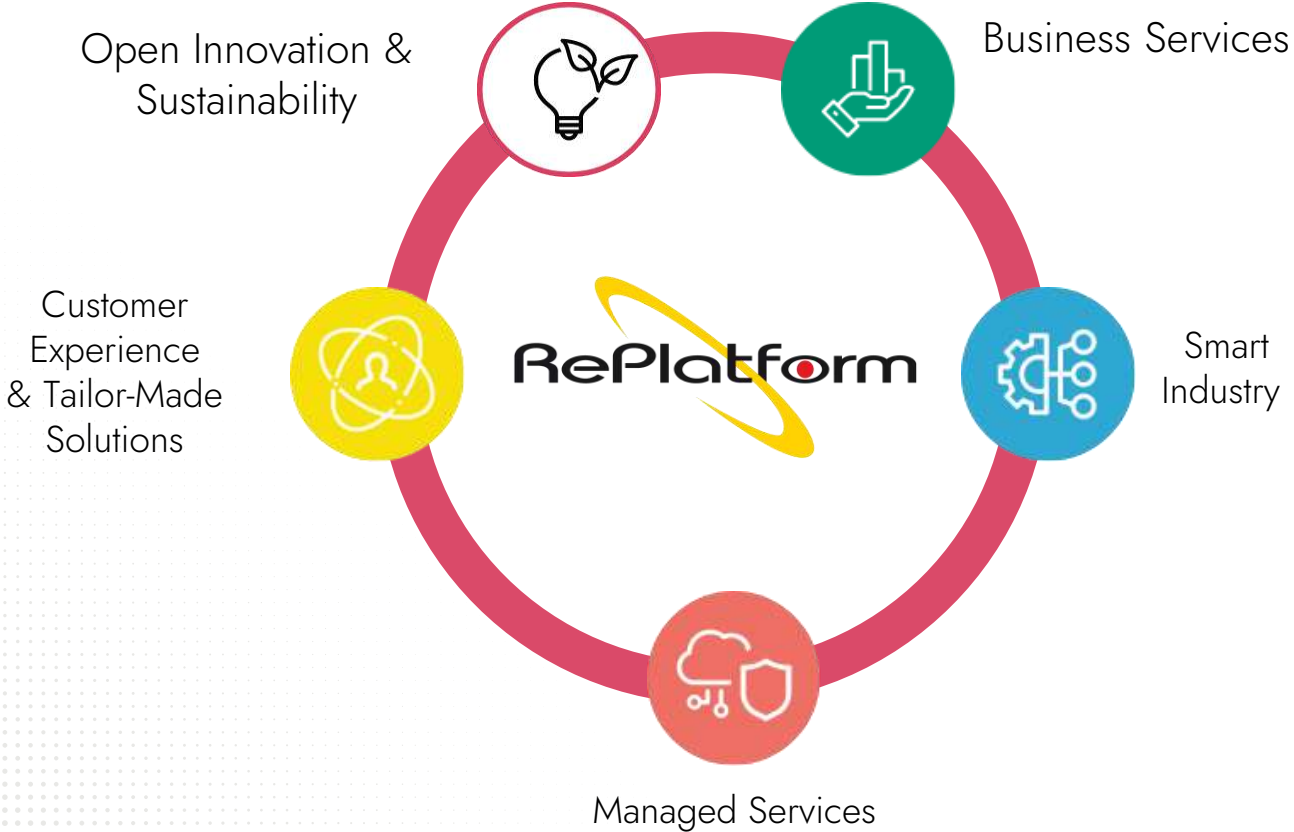 Open Innovation &
Sustainability
Business Services
Customer
Experience
& Tailor-Made
Solutions
RePlatform
Smart
Industry
Managed Services